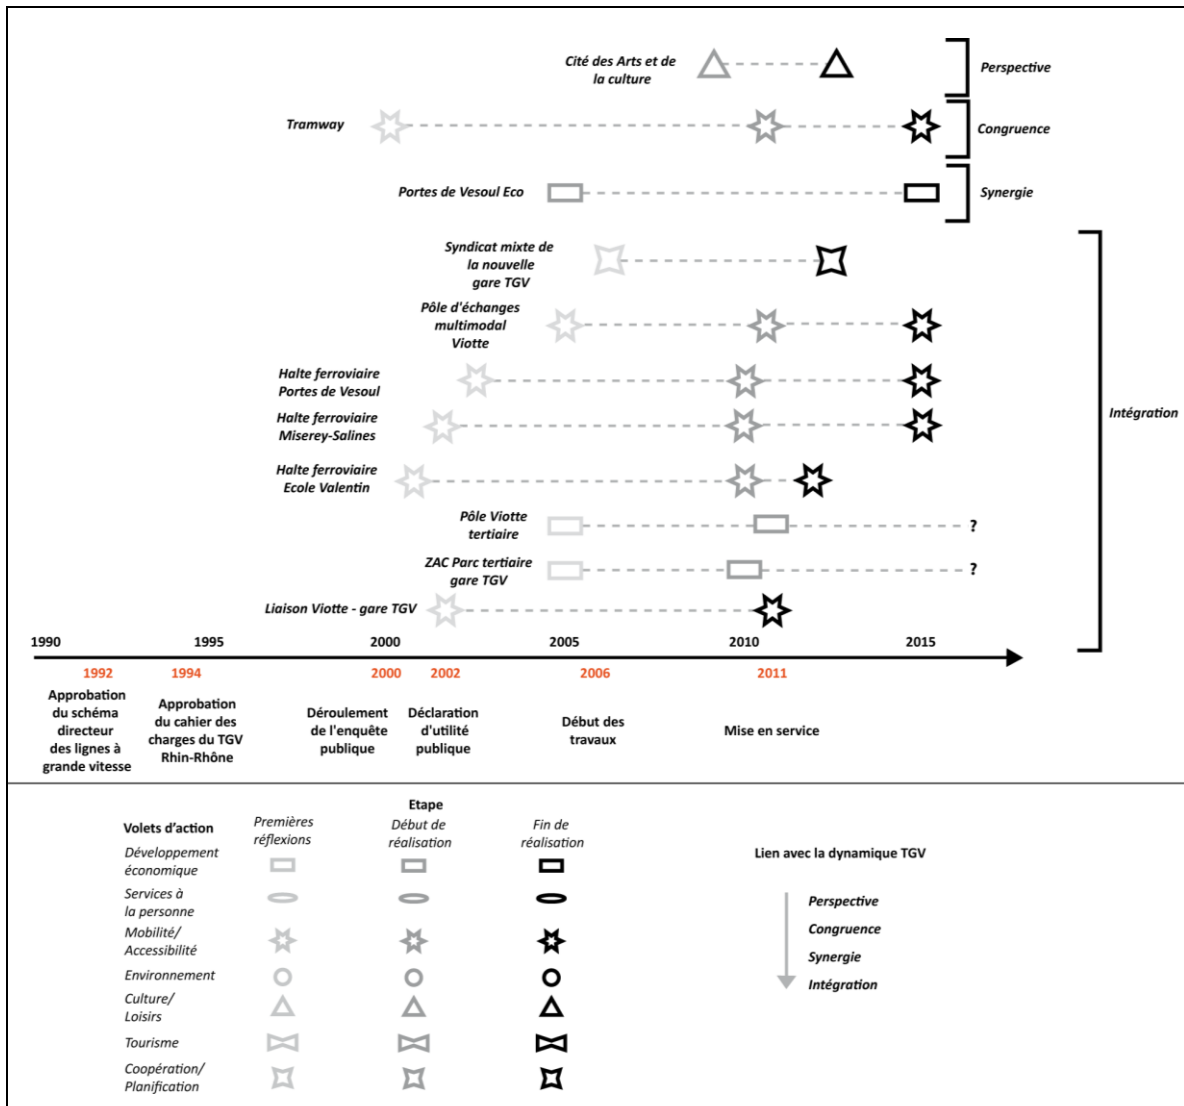 Cité des Arts et de
la culture
Perspective
Tramway
Congruence
Portes de Vesoul Eco
Synergie
Syndicat mixte de
la nouvelle
gare TGV
Pôle d'échanges
multimodal
Viotte
Halte ferroviaire
Portes de Vesoul
Halte ferroviaire
Miserey-Salines
Intégration
Halte ferroviaire
Ecole Valentin
Pôle Viotte
tertiaire
?
ZAC Parc tertiaire
gare TGV
?
Liaison Viotte - gare TGV
1990 1995 2000 2005 2010 2015
1992 1994 2000 2002 2006 2011
Approbation
du schéma
directeur
des lignes à
grande vitesse
Approbation
du cahier des
charges du TGV
Rhin-Rhône
Déroulement
de l'enquête
publique
Déclaration
d'utilité
publique
Début des
travaux
Mise en service
Etape
Volets d'action
Premières
réflexions
Début de
réalisation
Fin de
réalisation
Développement
économique
Services à
la personne
Mobilité/
Accessibilité
Environnement
Culture/
Loisirs
Tourisme
Coopération/
Planification
Lien avec la dynamique TGV
Perspective
Congruence
Synergie
Intégration